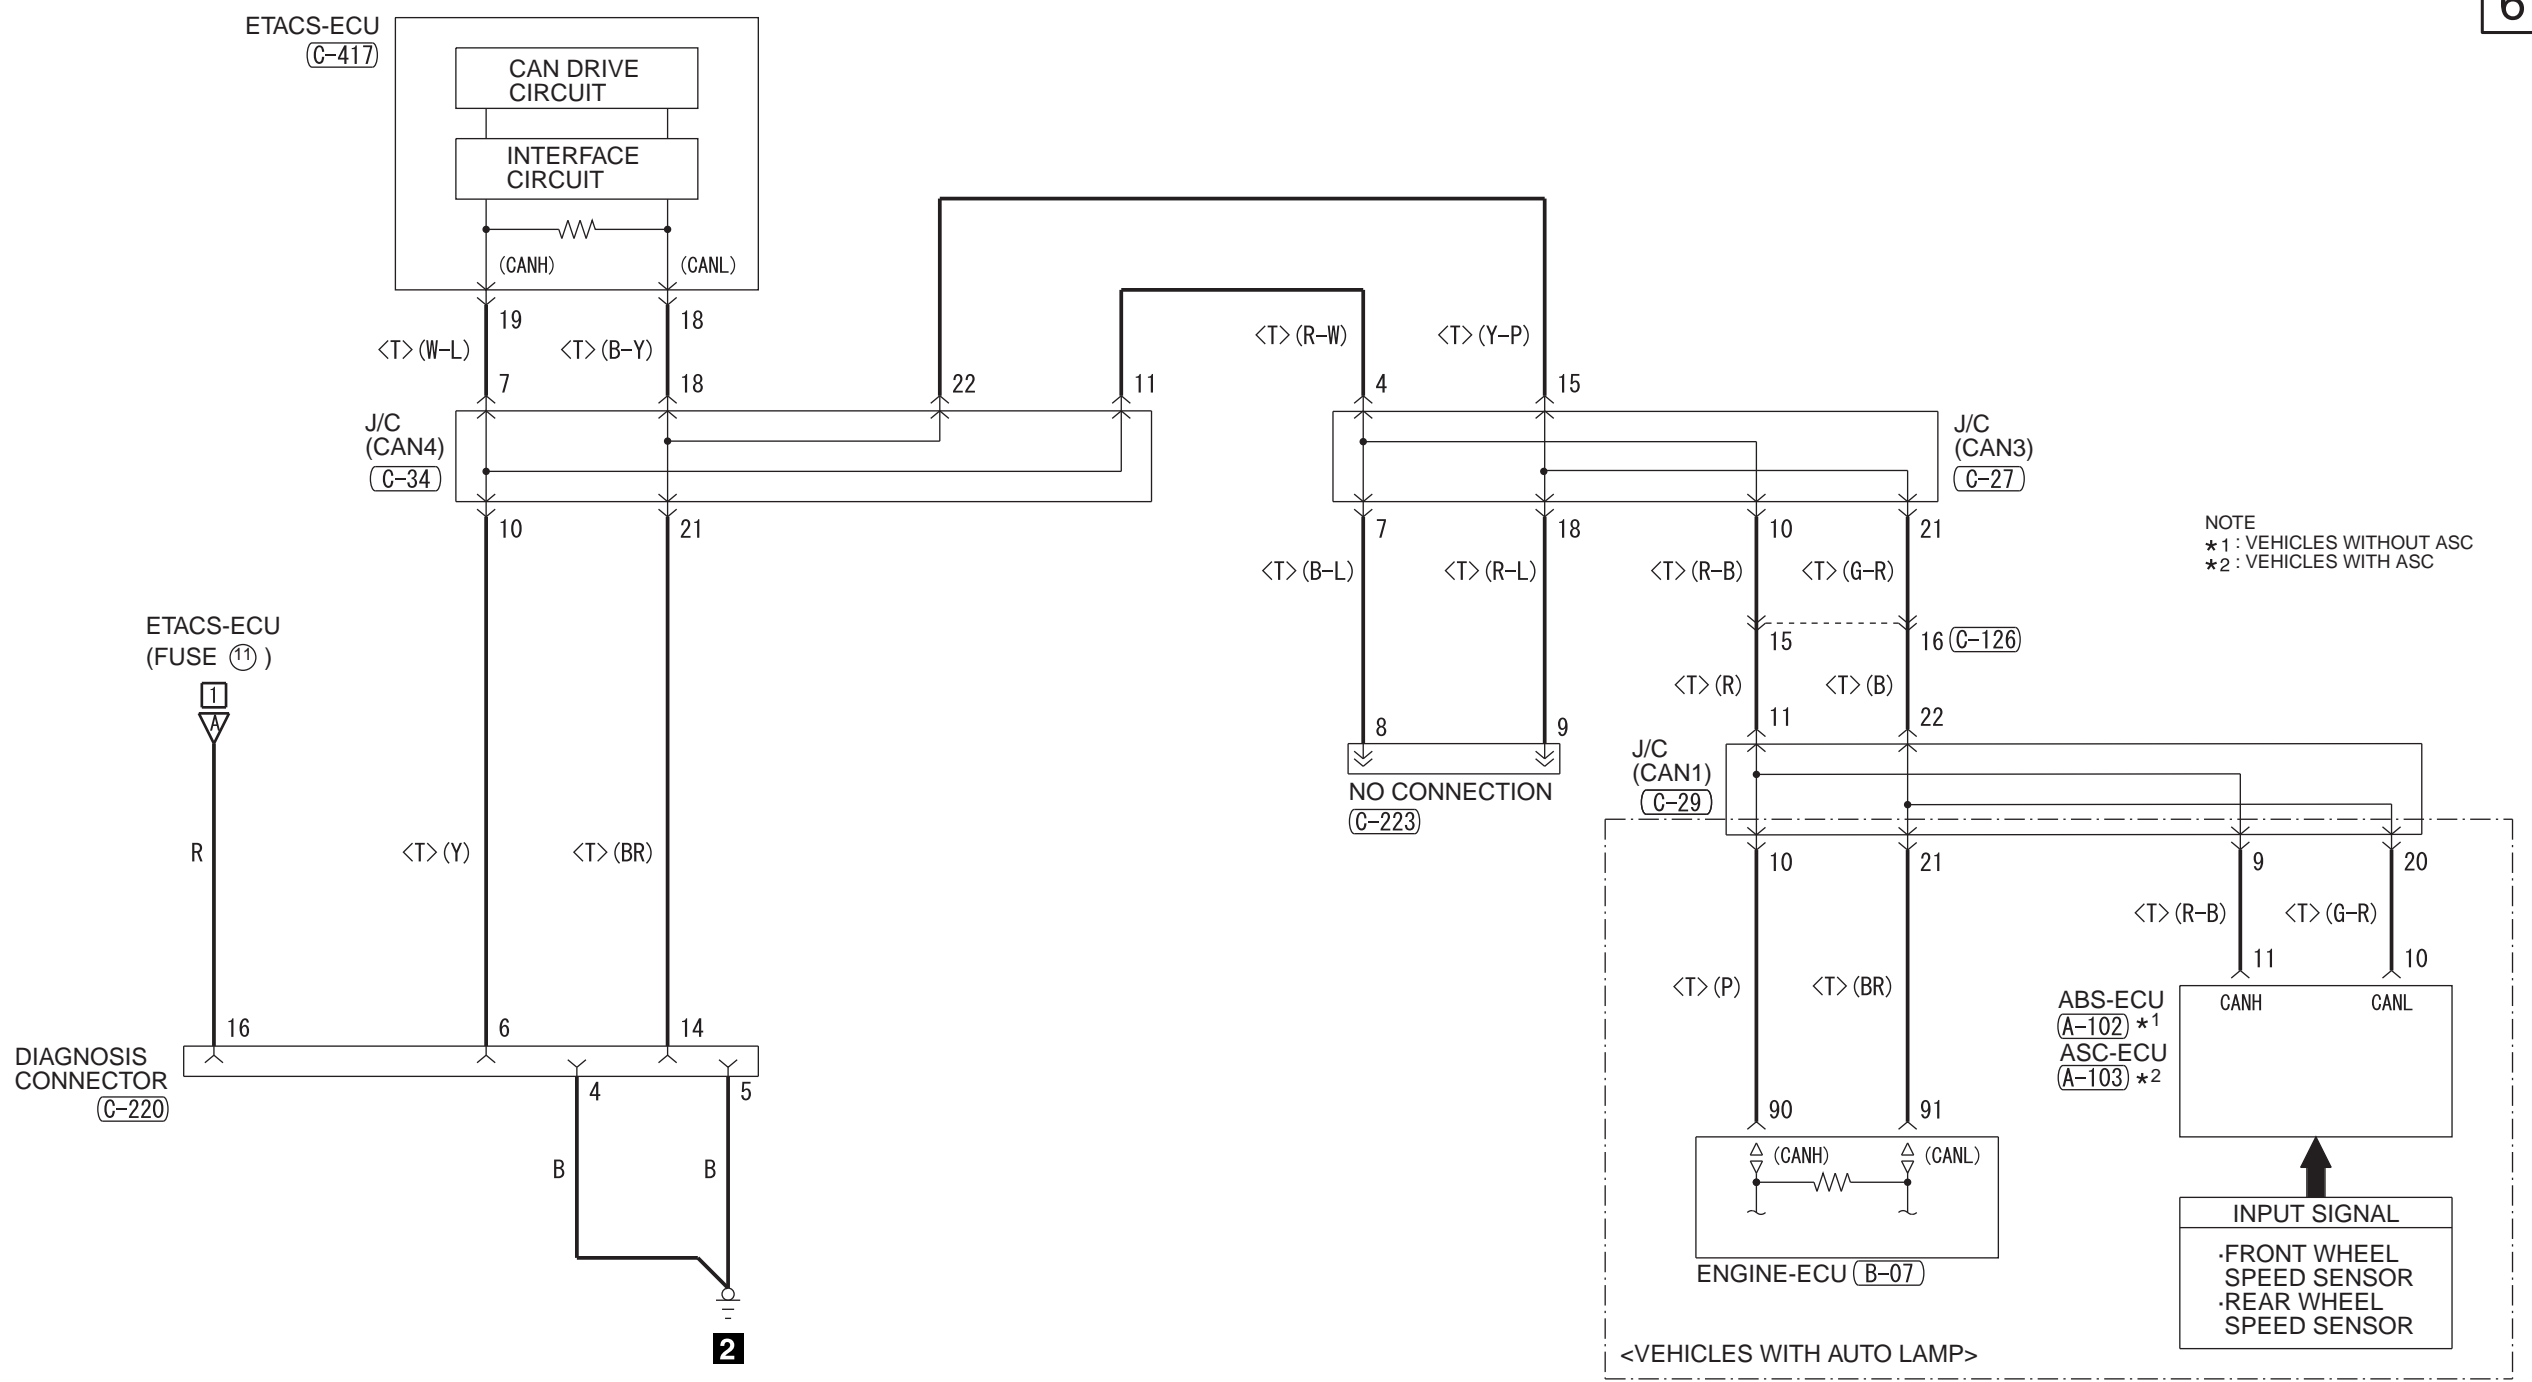 6
ETACS-ECU
C-417
CAN DRIVE
CIRCUIT
INTERFACE
CIRCUIT
(CANH)
(CANL)
19
18
<T>(W-L)
<T>(B-Y)
<T>(R-W)
<T>(Y-P)
7
18
22
11
4
15
J/C
(CAN4)
C-34
J/C
(CAN3)
C-27
10
21
7
18
10
21
NOTE
*1 : VEHICLES WITHOUT ASC
*2 : VEHICLES WITH ASC
<T>(B-L)
<T>(R-L)
<T>(R-B)
<T>(G-R)
15
16
C-126
ETACS-ECU
(FUSE 11 )
1
A
<T>(R)
<T>(B)
8
9
11
22
NO CONNECTION
C-223
J/C
(CAN1)
C-29
R
<T>(Y)
<T>(BR)
10
21
9
20
<T>(R-B)
<T>(G-R)
11
10
<T>(P)
<T>(BR)
ABS-ECU
A-102 *1
ASC-ECU
A-103 *2
CANH
CANL
16
6
14
DIAGNOSIS
CONNECTOR
C-220
4
5
B
B
2
90
91
(CANH)
(CANL)
ENGINE-ECU B-07
INPUT SIGNAL
·FRONT WHEEL
SPEED SENSOR
·REAR WHEEL
SPEED SENSOR
<VEHICLES WITH AUTO LAMP>